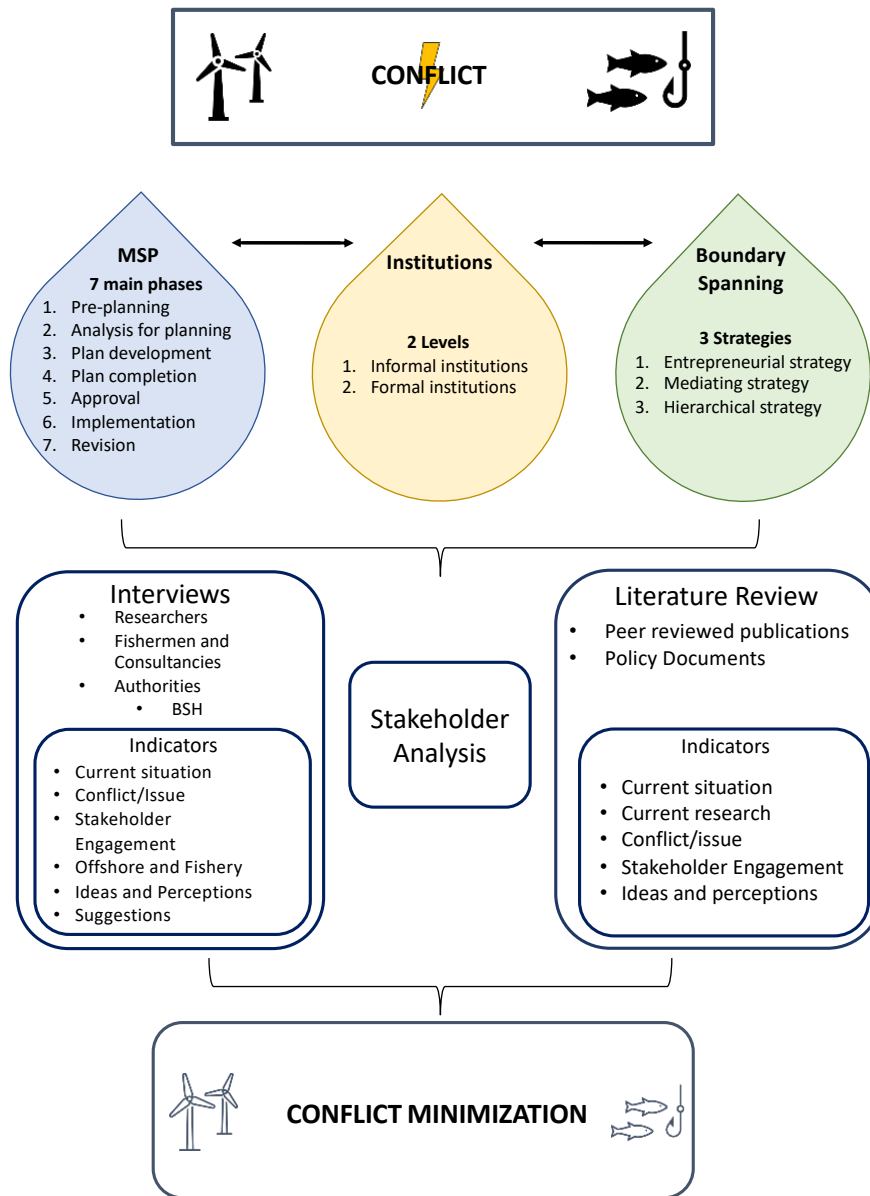 CONFLICT
MSP
7 main phases
1. Pre-planning
2. Analysis for planning
3. Plan development
4. Plan completion
5. Approval
6. Implementation
7. Revision
Institutions
2 Levels
1. Informal institutions
2. Formal institutions
Boundary
Spanning
3 Strategies
1. Entrepreneurial strategy
2. Mediating strategy
3. Hierarchical strategy
Interviews
• Researchers
• Fishermen and
Consultancies
• Authorities
• BSH
Indicators
• Current situation
• Conflict/Issue
• Stakeholder
Engagement
• Offshore and Fishery
• Ideas and Perceptions
• Suggestions
Stakeholder
Analysis
Literature Review
• Peer reviewed publications
• Policy Documents
Indicators
• Current situation
• Current research
• Conflict/issue
• Stakeholder Engagement
• Ideas and perceptions
CONFLICT MINIMIZATION